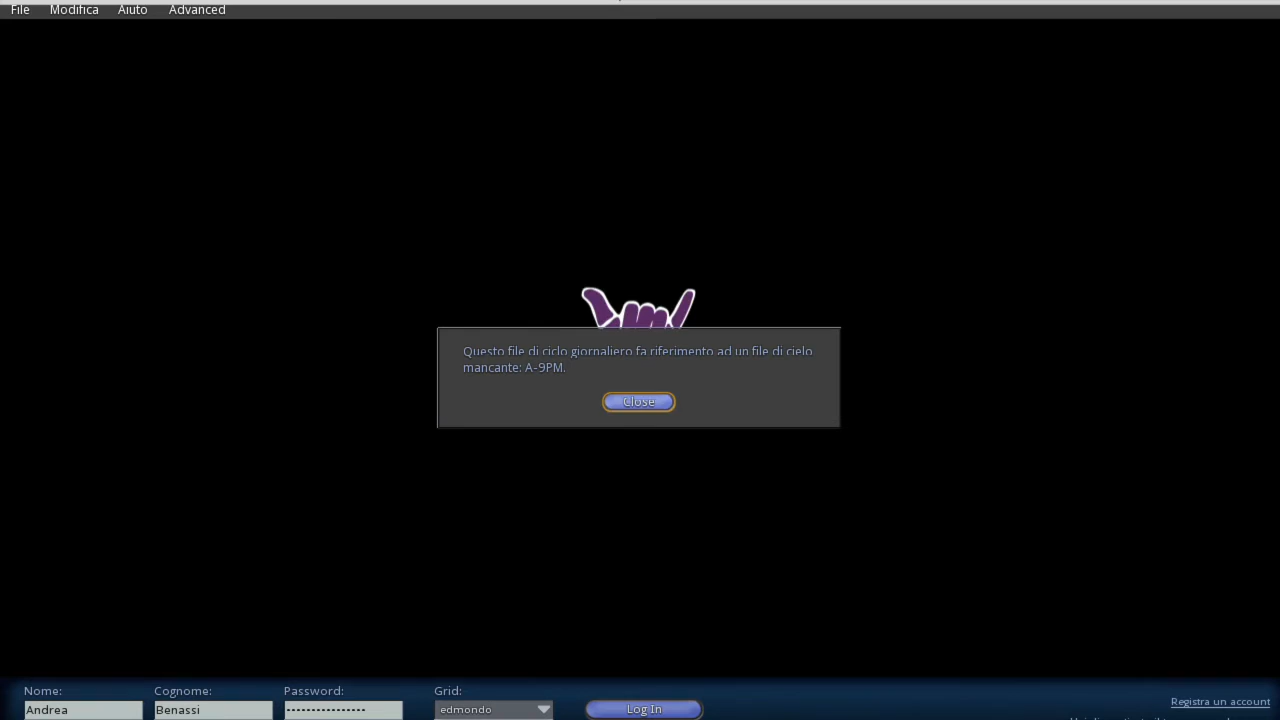 File Modifica Aiuto Advanced
Questo file di ciclo giornaliero fa riferimento ad un file di cielo
mancante: A-9PM.
Close
Nome: Cognome: Password: Grid:
Andrea Benassi ---------------- edmondo Log In
Registra un account